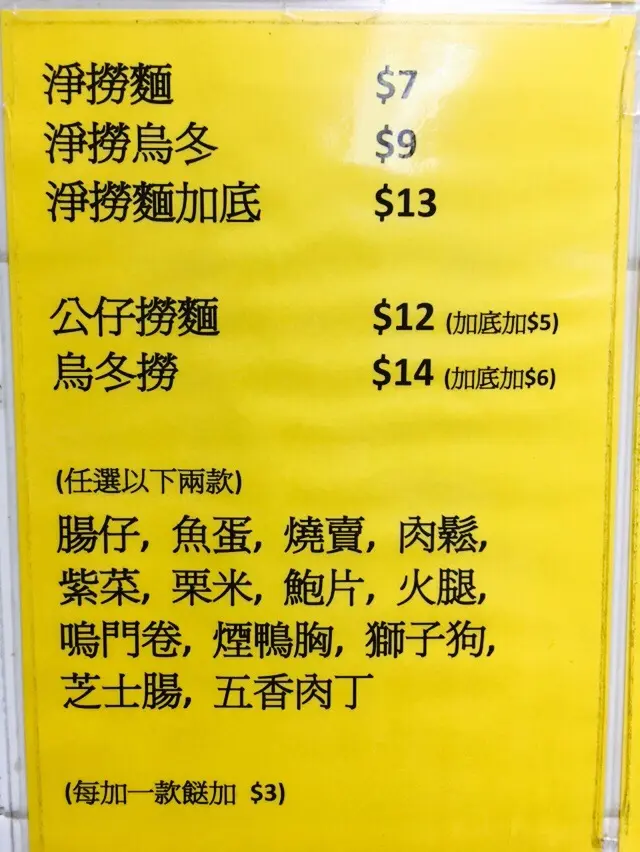 淨撈麵 $7
淨撈烏冬 $9
淨撈麵加底 $13
公仔撈麵 $12 (加底加$5)
烏冬撈 $14 (加底加$6)
(任選以下兩款)
腸仔, 魚蛋, 燒賣, 肉鬆,
紫菜, 栗米, 鮑片, 火腿,
嗚門卷, 煙鴨胸, 獅子狗,
芝士腸, 五香肉丁
(每加一款餸加 $3)